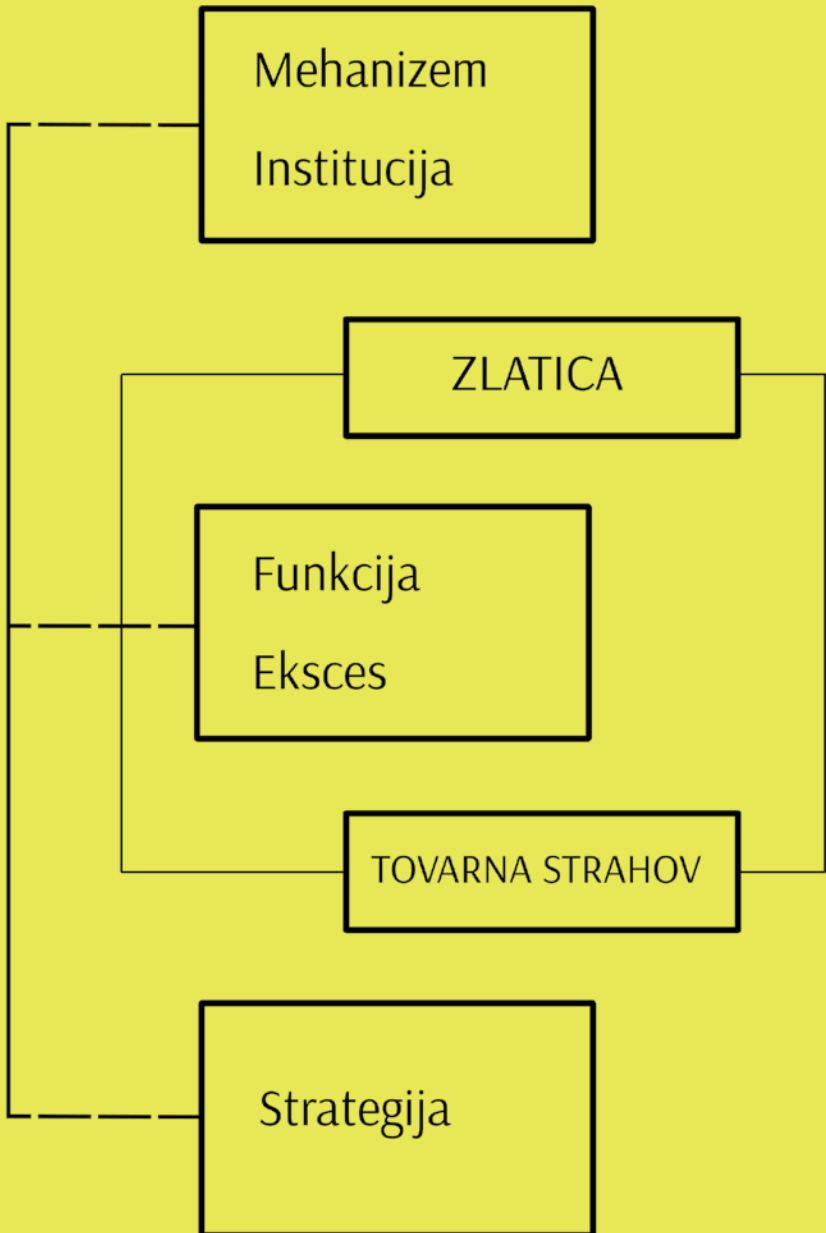 Mehanizem
Institucija
ZLATICA
Funkcija
Eksces
TOVARNA STRAHOV
Strategija